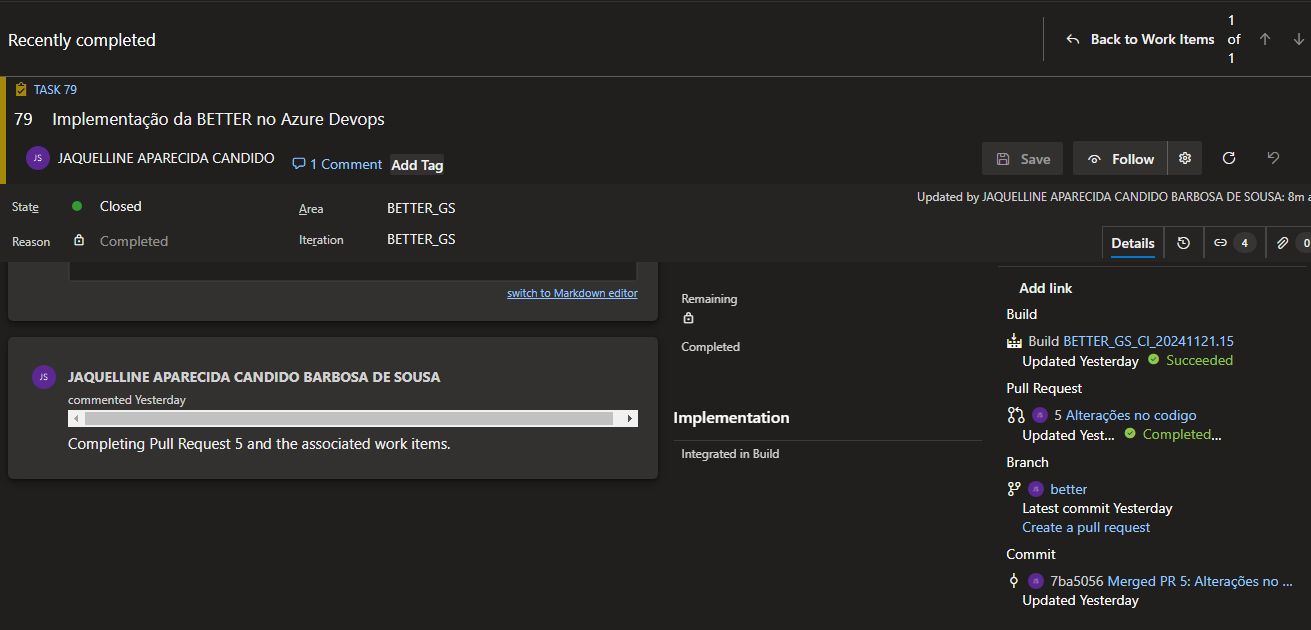 Recently completed
Back to Work Items
1
of
1
TASK 79
79 Implementação da BETTER no Azure Devops
JS JAQUELLINE APARECIDA CANDIDO
1 Comment
Add Tag
Save
Follow
Updated by JAQUELLINE APARECIDA CANDIDO BARBOSA DE SOUSA: 8m a
State Closed
Area BETTER_GS
Reason Completed
Iteration BETTER_GS
Details
4
0
switch to Markdown editor
JS JAQUELLINE APARECIDA CANDIDO BARBOSA DE SOUSA
commented Yesterday
Completing Pull Request 5 and the associated work items.
Remaining
Completed
Implementation
Integrated in Build
Add link
Build
Build BETTER_GS_CI_20241121.15
Updated Yesterday Succeeded
Pull Request
5 Alterações no codigo
Updated Yest... Completed...
Branch
better
Latest commit Yesterday
Create a pull request
Commit
7ba5056 Merged PR 5: Alterações no ...
Updated Yesterday